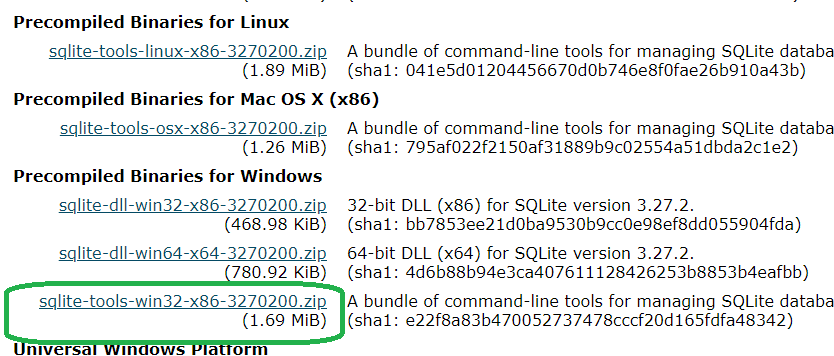 Precompiled Binaries for Linux
sqlite-tools-linux-x86-3270200.zip A bundle of command-line tools for managing SQLite databa
(1.89 MiB) (sha1: 041e5d01204456670d0b746e8f0fae26b910a43b)
Precompiled Binaries for Mac OS X (x86)
sqlite-tools-osx-x86-3270200.zip A bundle of command-line tools for managing SQLite databa
(1.26 MiB) (sha1: 795af022f2150af31889b9c02554a51dbda2c1e2)
Precompiled Binaries for Windows
sqlite-dll-win32-x86-3270200.zip 32-bit DLL (x86) for SQLite version 3.27.2.
(468.98 KiB) (sha1: bb7853ee21d0ba9530b9cc0e98ef8dd055904fda)
sqlite-dll-win64-x64-3270200.zip 64-bit DLL (x64) for SQLite version 3.27.2.
(780.92 KiB) (sha1: 4d6b88b94e3ca407611128426253b8853b4eafbb)
sqlite-tools-win32-x86-3270200.zip A bundle of command-line tools for managing SQLite databa
(1.69 MiB) (sha1: e22f8a83b470052737478cccf20d165fdfa48342)
Universal Windows Platform